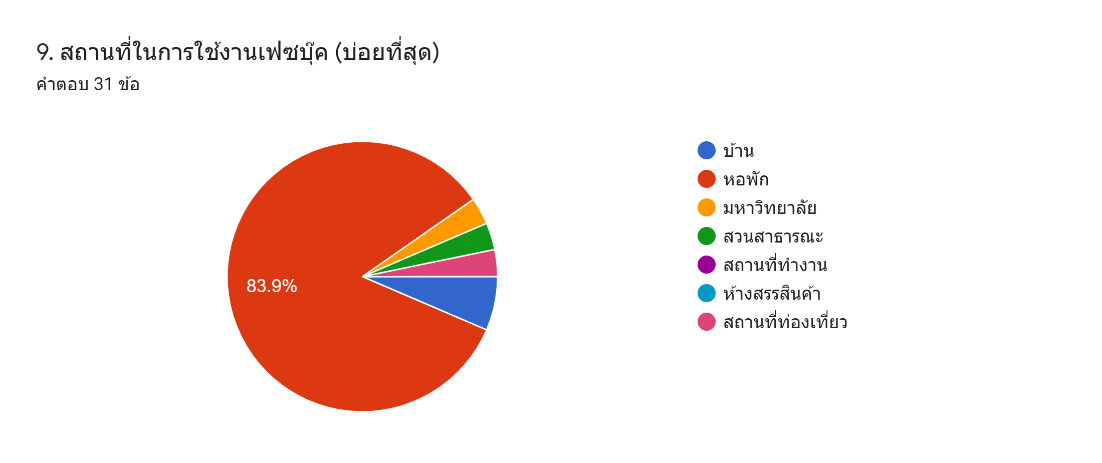 9. สถานที่ในการใช้งานเฟซบุ๊ค (บ่อยที่สุด)
คำตอบ 31 ข้อ
83.9%
บ้าน
หอพัก
มหาวิทยาลัย
สวนสาธารณะ
สถานที่ทำงาน
ห้างสรรสินค้า
สถานที่ท่องเที่ยว